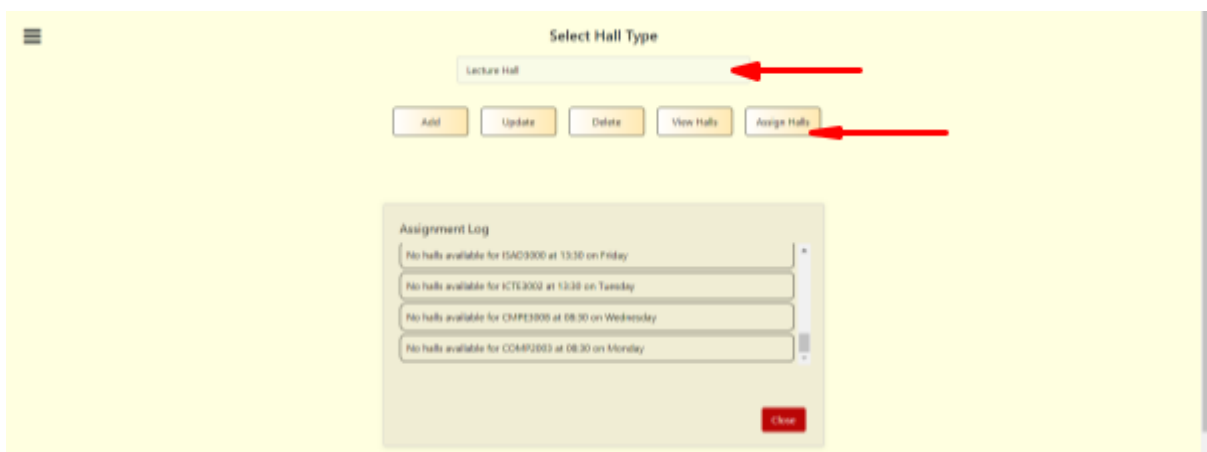 Select Hall Type
Lecture Hall
Add Update Delete View Halls Assign Halls
Assignment Log
No halls available for ISAD3000 at 13:30 on Friday
No halls available for ICTE3002 at 13:30 on Tuesday
No halls available for CMPE3008 at 08:30 on Wednesday
No halls available for COMP2003 at 08:30 on Monday
Close